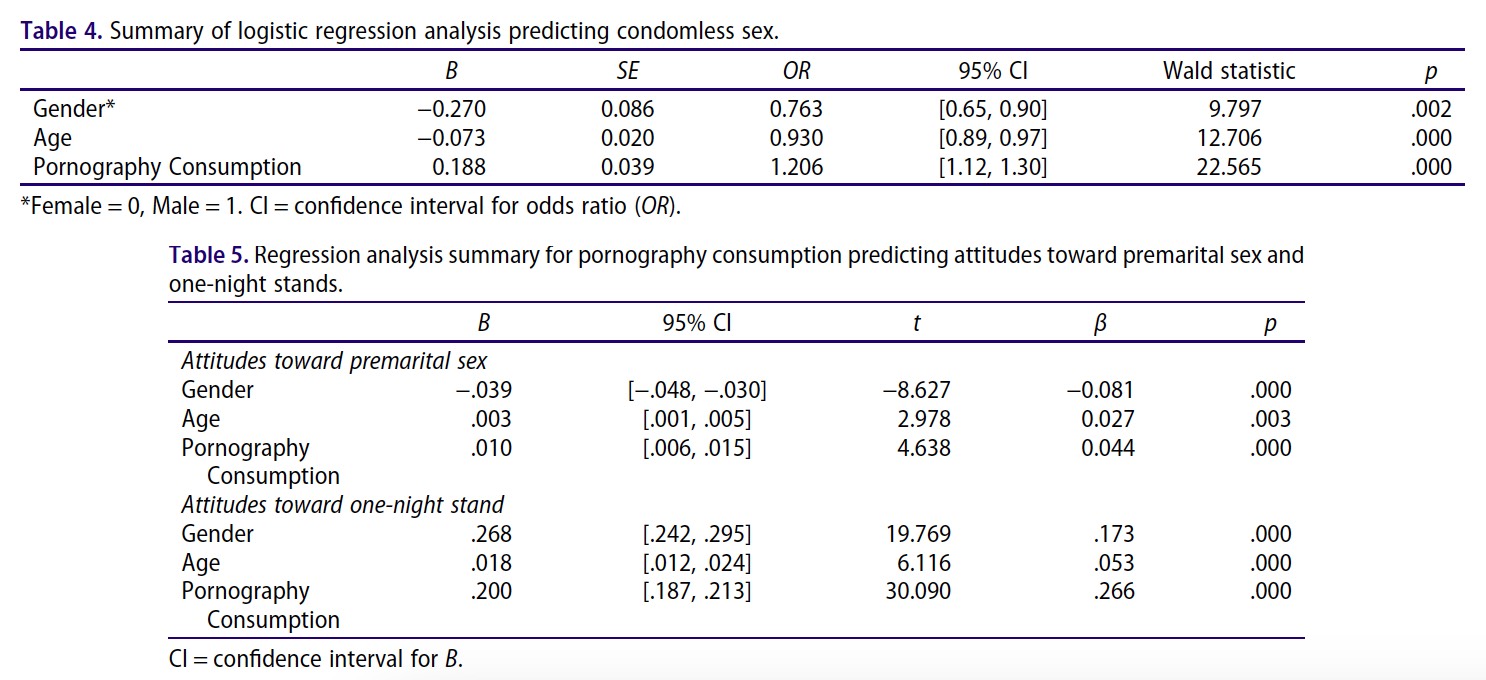 Table 4. Summary of logistic regression analysis predicting condomless sex.
B SE OR 95% CI Wald statistic p
Gender* −0.270 0.086 0.763 [0.65, 0.90] 9.797 .002
Age −0.073 0.020 0.930 [0.89, 0.97] 12.706 .000
Pornography Consumption 0.188 0.039 1.206 [1.12, 1.30] 22.565 .000
*Female = 0, Male = 1. CI = confidence interval for odds ratio (OR).
Table 5. Regression analysis summary for pornography consumption predicting attitudes toward premarital sex and
one-night stands.
B 95% CI t β p
Attitudes toward premarital sex
Gender −.039 [−.048, −.030] −8.627 −0.081 .000
Age .003 [.001, .005] 2.978 0.027 .003
Pornography .010 [.006, .015] 4.638 0.044 .000
Consumption
Attitudes toward one-night stand
Gender .268 [.242, .295] 19.769 .173 .000
Age .018 [.012, .024] 6.116 .053 .000
Pornography .200 [.187, .213] 30.090 .266 .000
Consumption
CI = confidence interval for B.